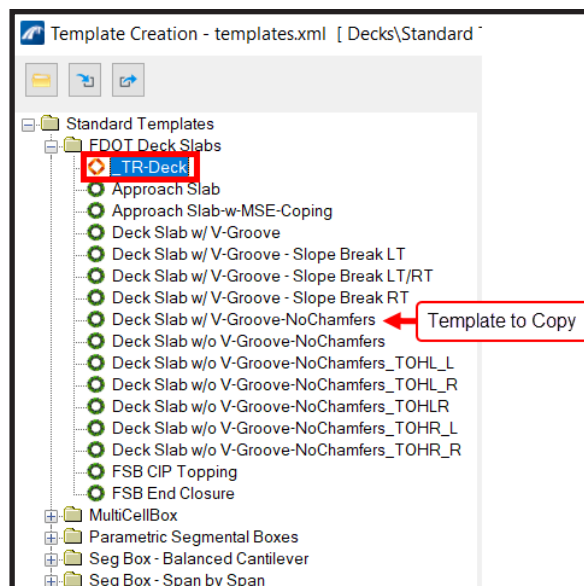 Template Creation - templates.xml [ Decks\Standard T
Standard Templates
FDOT Deck Slabs
_TR-Deck
Approach Slab
Approach Slab-w-MSE-Coping
Deck Slab w/ V-Groove
Deck Slab w/ V-Groove - Slope Break LT
Deck Slab w/ V-Groove - Slope Break LT/RT
Deck Slab w/ V-Groove - Slope Break RT
Deck Slab w/ V-Groove-NoChamfers
Template to Copy
Deck Slab w/o V-Groove-NoChamfers
Deck Slab w/o V-Groove-NoChamfers_TOHL_L
Deck Slab w/o V-Groove-NoChamfers_TOHL_R
Deck Slab w/o V-Groove-NoChamfers_TOHLR
Deck Slab w/o V-Groove-NoChamfers_TOHR_L
Deck Slab w/o V-Groove-NoChamfers_TOHR_R
FSB CIP Topping
FSB End Closure
MultiCellBox
Parametric Segmental Boxes
Seg Box - Balanced Cantilever
Seg Box - Span by Span